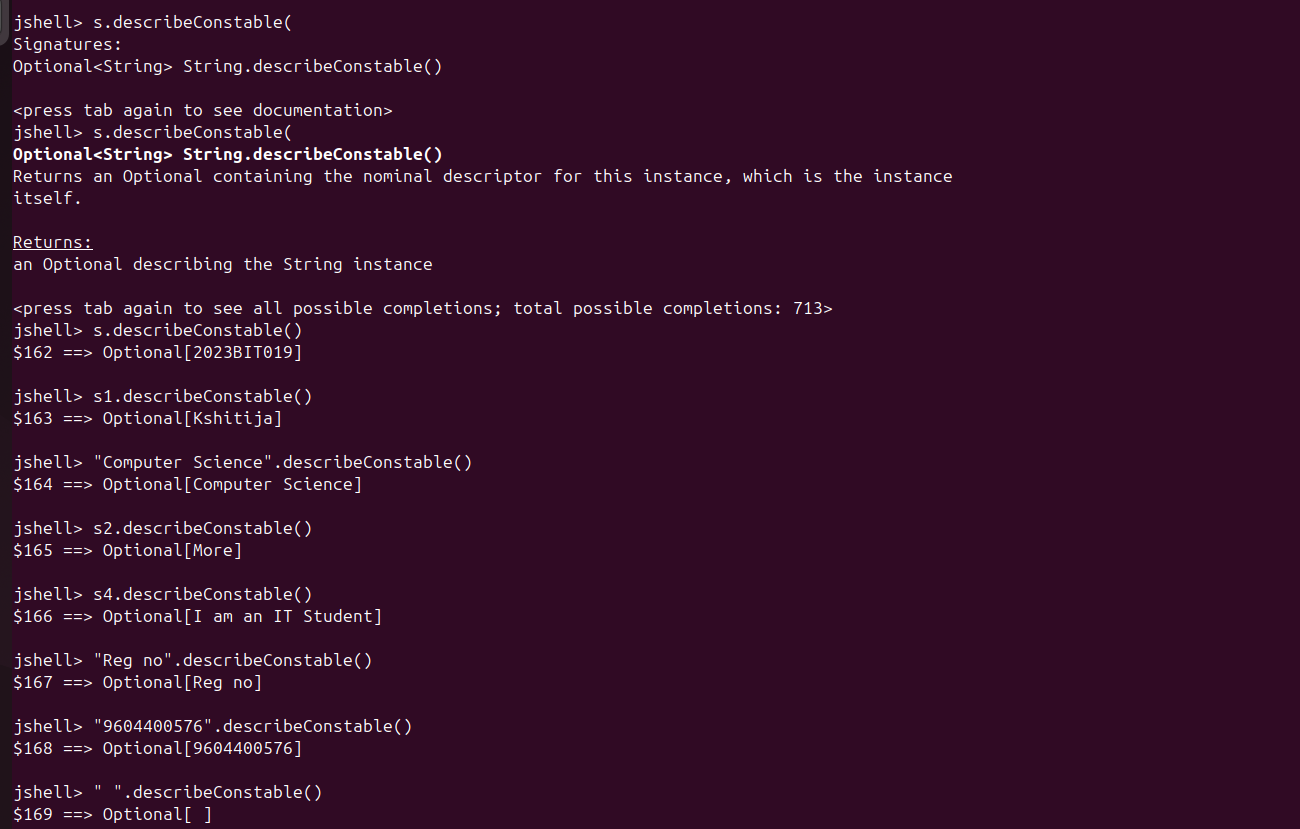 jshell> s.describeConstable(
Signatures:
Optional<String> String.describeConstable()
<press tab again to see documentation>
jshell> s.describeConstable(
Optional<String> String.describeConstable()
Returns an Optional containing the nominal descriptor for this instance, which is the instance
itself.
Returns:
an Optional describing the String instance
<press tab again to see all possible completions; total possible completions: 713>
jshell> s.describeConstable()
$162 ==> Optional[2023BIT019]
jshell> s1.describeConstable()
$163 ==> Optional[Kshitija]
jshell> "Computer Science".describeConstable()
$164 ==> Optional[Computer Science]
jshell> s2.describeConstable()
$165 ==> Optional[More]
jshell> s4.describeConstable()
$166 ==> Optional[I am an IT Student]
jshell> "Reg no".describeConstable()
$167 ==> Optional[Reg no]
jshell> "9604400576".describeConstable()
$168 ==> Optional[9604400576]
jshell> " ".describeConstable()
$169 ==> Optional[ ]